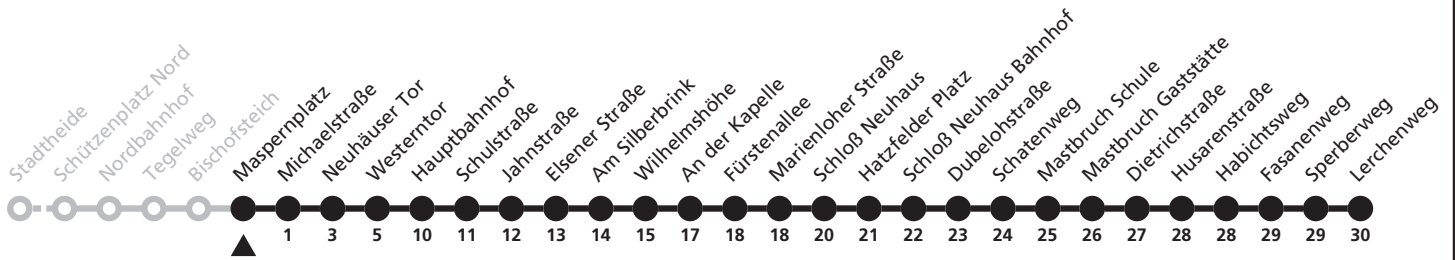 Stadtheide
Schützenplatz Nord
Nordbahnhof
Tegelweg
Bischofsteich
Maspernplatz
Michaelstraße
Neuhäuser Tor
Westerntor
Hauptbahnhof
Schulstraße
Jahnstraße
Elsener Straße
Am Silberbrink
Wilhelmshöhe
An der Kapelle
Fürstenallee
Marienloher Straße
Schloß Neuhaus
Hatzfelder Platz
Schloß Neuhaus Bahnhof
Dubelohstraße
Schatenweg
Mastbruch Schule
Mastbruch Gaststätte
Dietrichstraße
Husarenstraße
Habichtsweg
Fasanenweg
Sperberweg
Lerchenweg
1 3 5 10 11 12 13 14 15 17 18 18 20 21 22 23 24 25 26 27 28 28 29 29 30